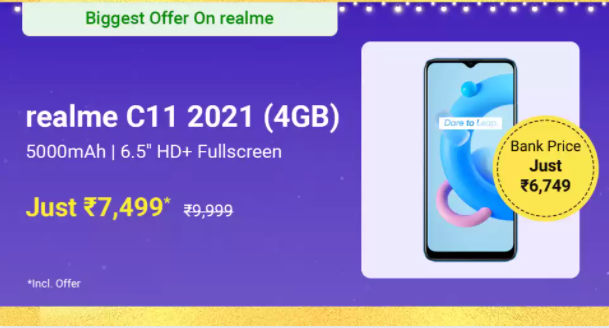 Biggest Offer On realme
realme C11 2021 (4GB)
5000mAh | 6.5" HD+ Fullscreen
Just ₹7,499* ₹9,999
*Incl. Offer
Dare to Leap
Bank Price
Just
₹6,749